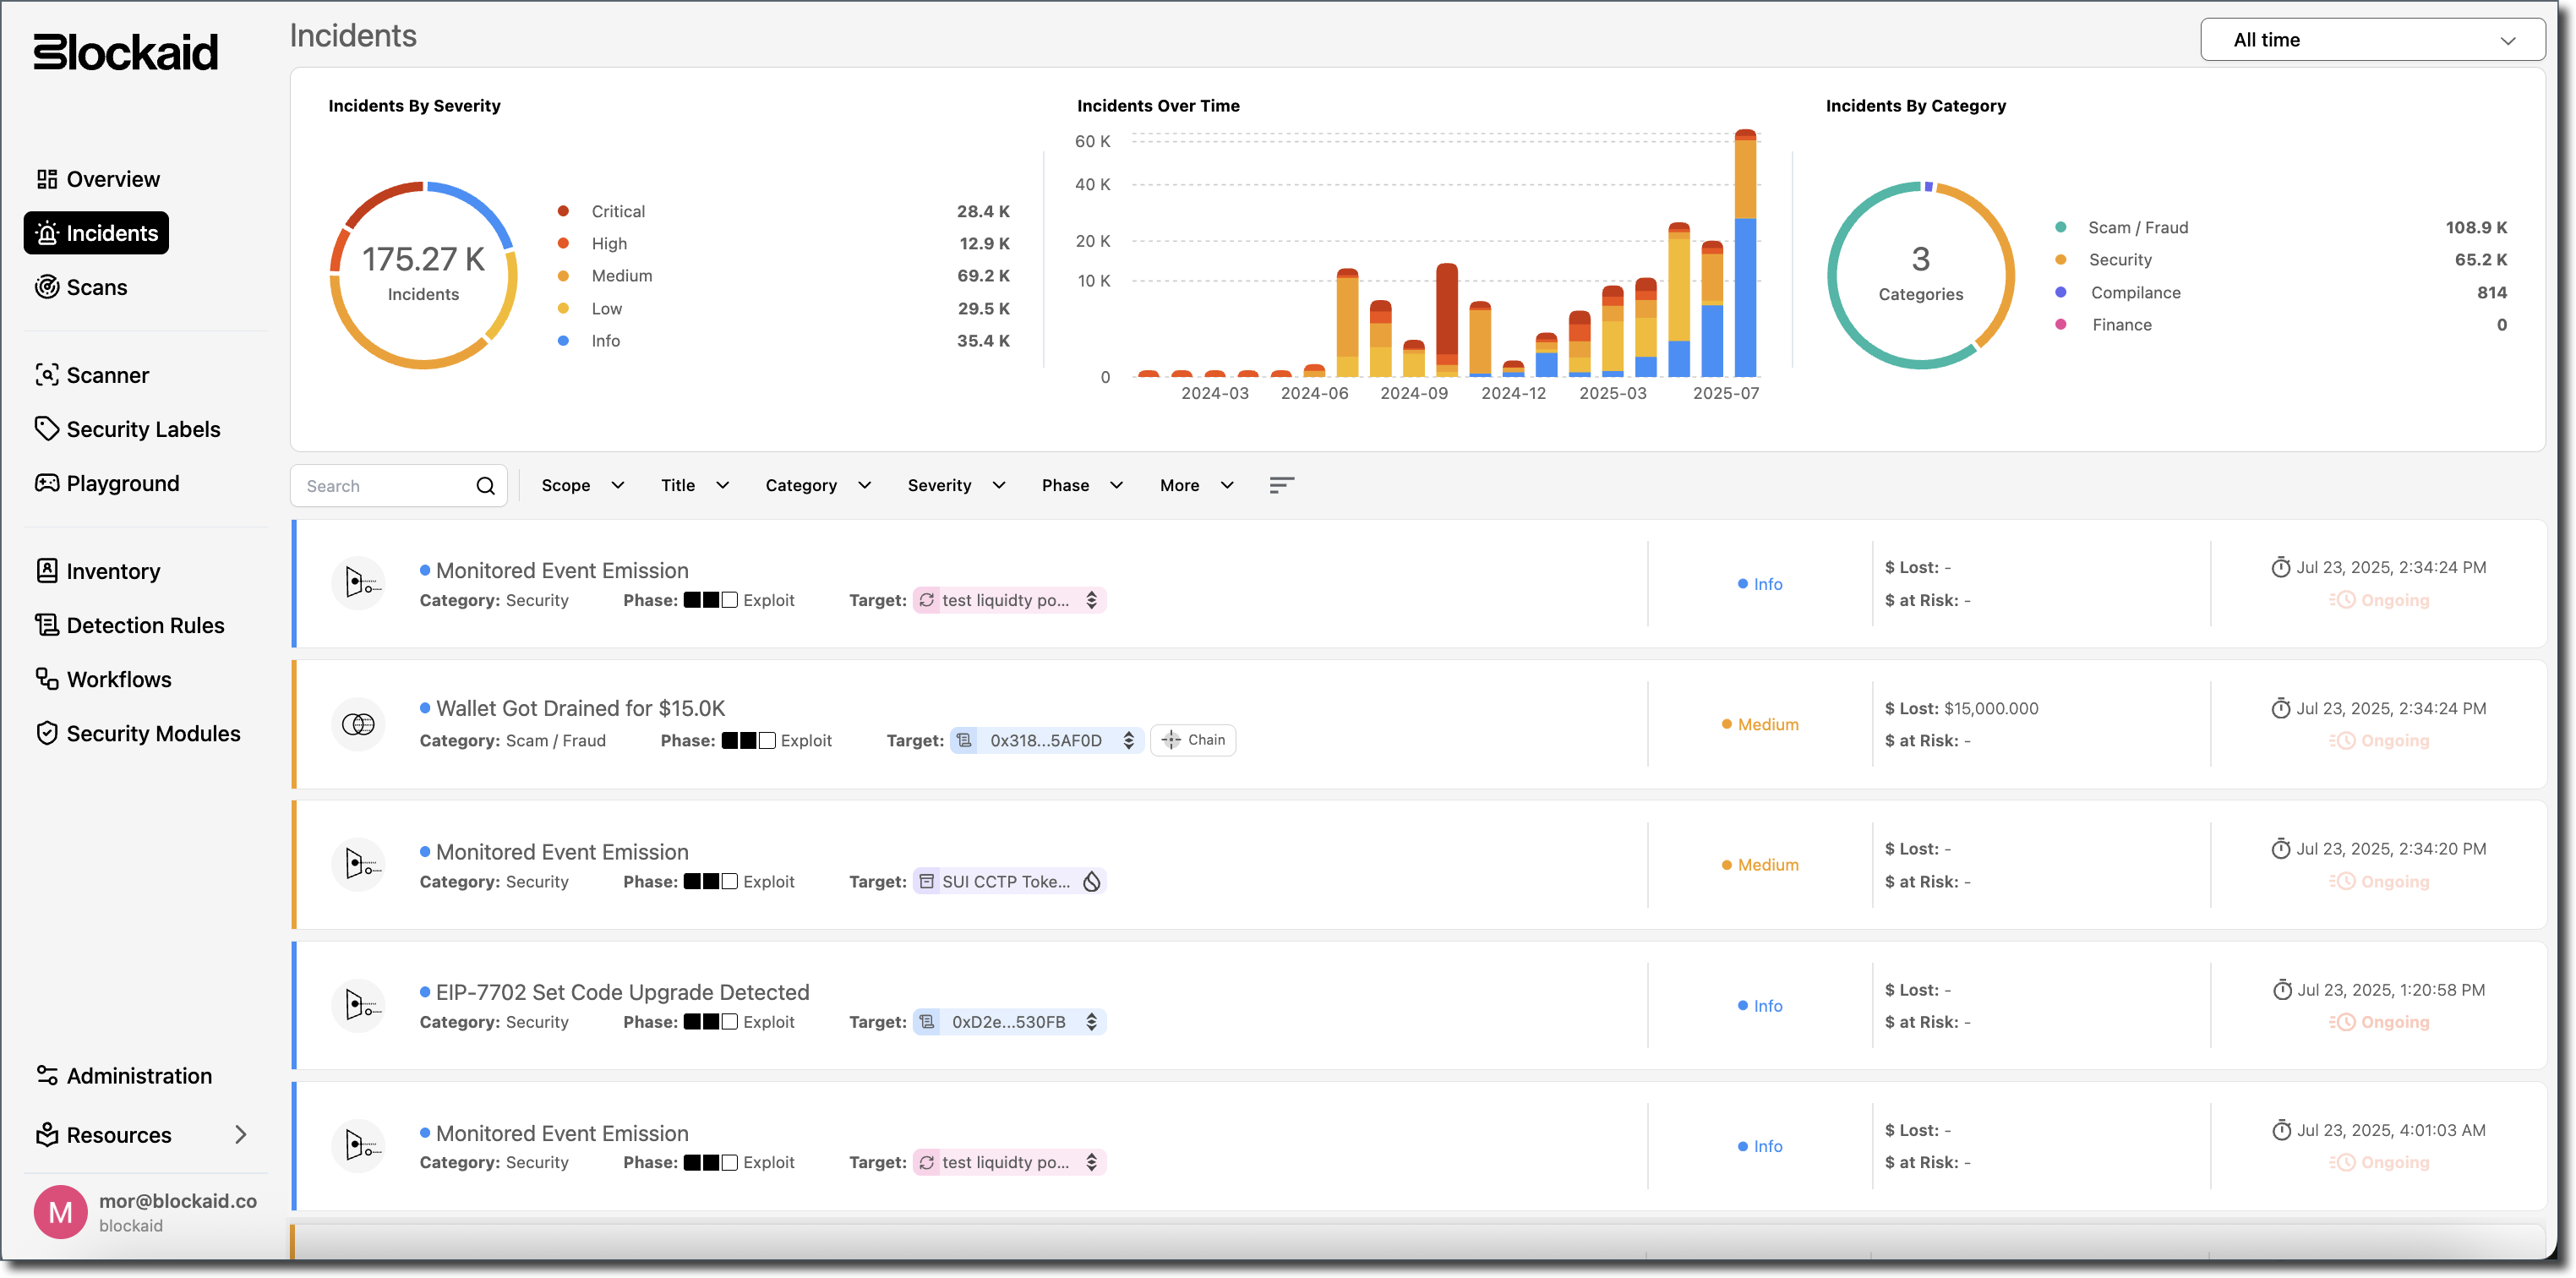 Blockaid
Overview
Incidents
Scans
Scanner
Security Labels
Playground
Inventory
Detection Rules
Workflows
Security Modules
Administration
Resources
M
mor@blockaid.co
blockaid
Incidents
All time
Incidents By Severity
175.27 K
Incidents
Critical 28.4 K
High 12.9 K
Medium 69.2 K
Low 29.5 K
Info 35.4 K
Incidents Over Time
60 K
40 K
20 K
10 K
0
2024-03 2024-06 2024-09 2024-12 2025-03 2025-07
Incidents By Category
3
Categories
Scam / Fraud 108.9 K
Security 65.2 K
Compilance 814
Finance 0
Search Scope Title Category Severity Phase More
Monitored Event Emission
Category: Security Phase: Exploit Target: test liquidty po...
Info
$ Lost: -
$ at Risk: -
Jul 23, 2025, 2:34:24 PM
Ongoing
Wallet Got Drained for $15.0K
Category: Scam / Fraud Phase: Exploit Target: 0x318...5AF0D Chain
Medium
$ Lost: $15,000.000
$ at Risk: -
Jul 23, 2025, 2:34:24 PM
Ongoing
Monitored Event Emission
Category: Security Phase: Exploit Target: SUI CCTP Toke...
Medium
$ Lost: -
$ at Risk: -
Jul 23, 2025, 2:34:20 PM
Ongoing
EIP-7702 Set Code Upgrade Detected
Category: Security Phase: Exploit Target: 0xD2e...530FB
Info
$ Lost: -
$ at Risk: -
Jul 23, 2025, 1:20:58 PM
Ongoing
Monitored Event Emission
Category: Security Phase: Exploit Target: test liquidty po...
Info
$ Lost: -
$ at Risk: -
Jul 23, 2025, 4:01:03 AM
Ongoing